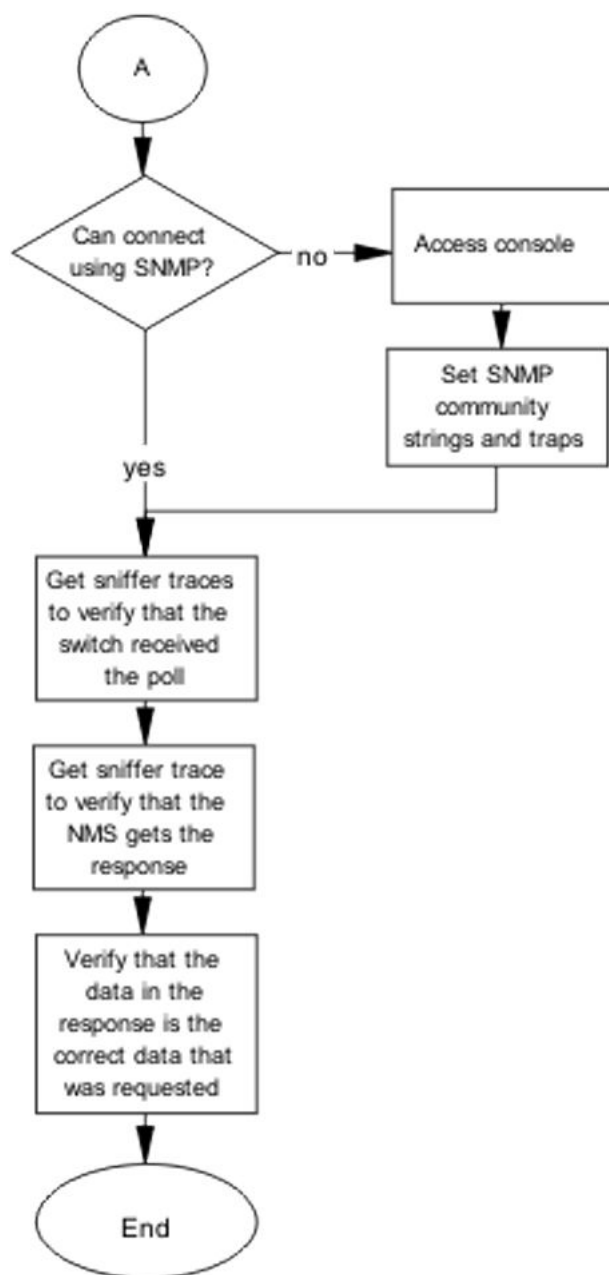 A
Can connect
using SNMP?
no
Access console
Set SNMP
community
strings and traps
yes
Get sniffer traces
to verify that the
switch received
the poll
Get sniffer trace
to verify that the
NMS gets the
response
Verify that the
data in the
response is the
correct data that
was requested
End